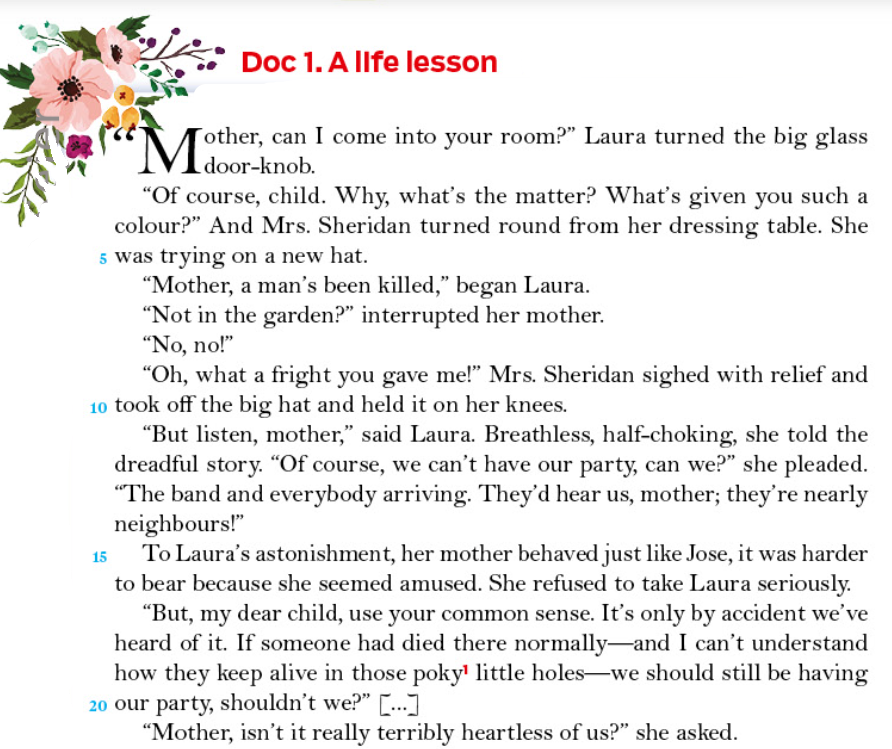 Doc 1. A life lesson
“Mother, can I come into your room?” Laura turned the big glass
door-knob.
“Of course, child. Why, what’s the matter? What’s given you such a
colour?” And Mrs. Sheridan turned round from her dressing table. She
5 was trying on a new hat.
“Mother, a man’s been killed,” began Laura.
“Not in the garden?” interrupted her mother.
“No, no!”
“Oh, what a fright you gave me!” Mrs. Sheridan sighed with relief and
10 took off the big hat and held it on her knees.
“But listen, mother,” said Laura. Breathless, half-choking, she told the
dreadful story. “Of course, we can’t have our party, can we?” she pleaded.
“The band and everybody arriving. They’d hear us, mother; they’re nearly
neighbours!”
15 To Laura’s astonishment, her mother behaved just like Jose, it was harder
to bear because she seemed amused. She refused to take Laura seriously.
“But, my dear child, use your common sense. It’s only by accident we’ve
heard of it. If someone had died there normally—and I can’t understand
how they keep alive in those poky¹ little holes—we should still be having
20 our party, shouldn’t we?” [...]
“Mother, isn’t it really terribly heartless of us?” she asked.